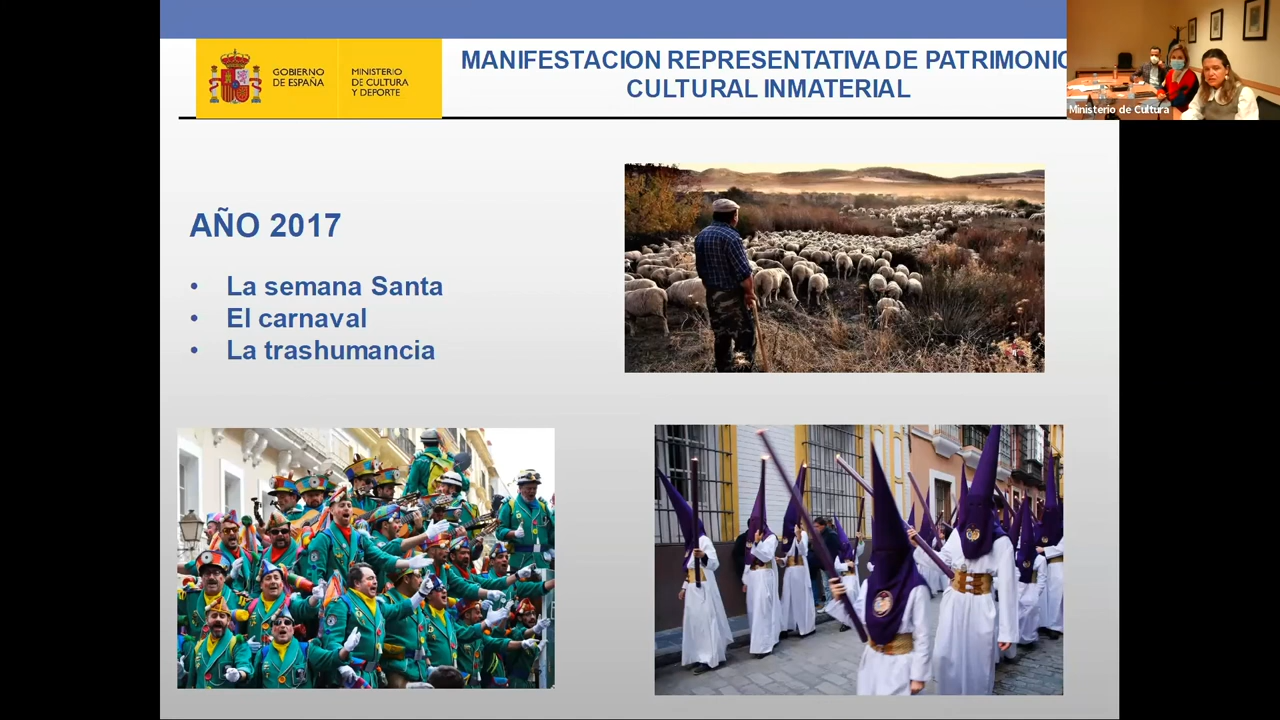 GOBIERNO
DE ESPAÑA
MINISTERIO
DE CULTURA
Y DEPORTE
MANIFESTACION REPRESENTATIVA DE PATRIMONIO
CULTURAL INMATERIAL
Ministerio de Cultura
AÑO 2017
• La semana Santa
• El carnaval
• La trashumancia